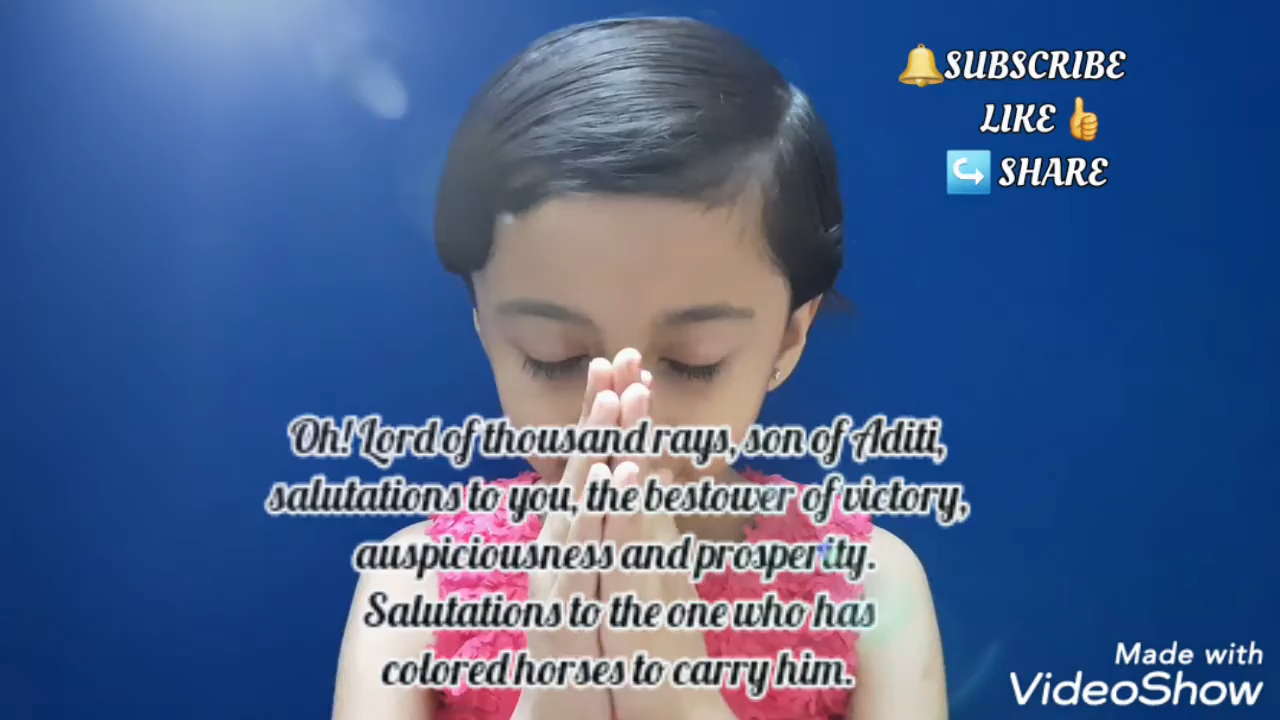 SUBSCRIBE
LIKE
SHARE
Oh! Lord of thousand rays, son of Aditi,
salutations to you, the bestower of victory,
auspiciousness and prosperity.
Salutations to the one who has
colored horses to carry him.
Made with
VideoShow